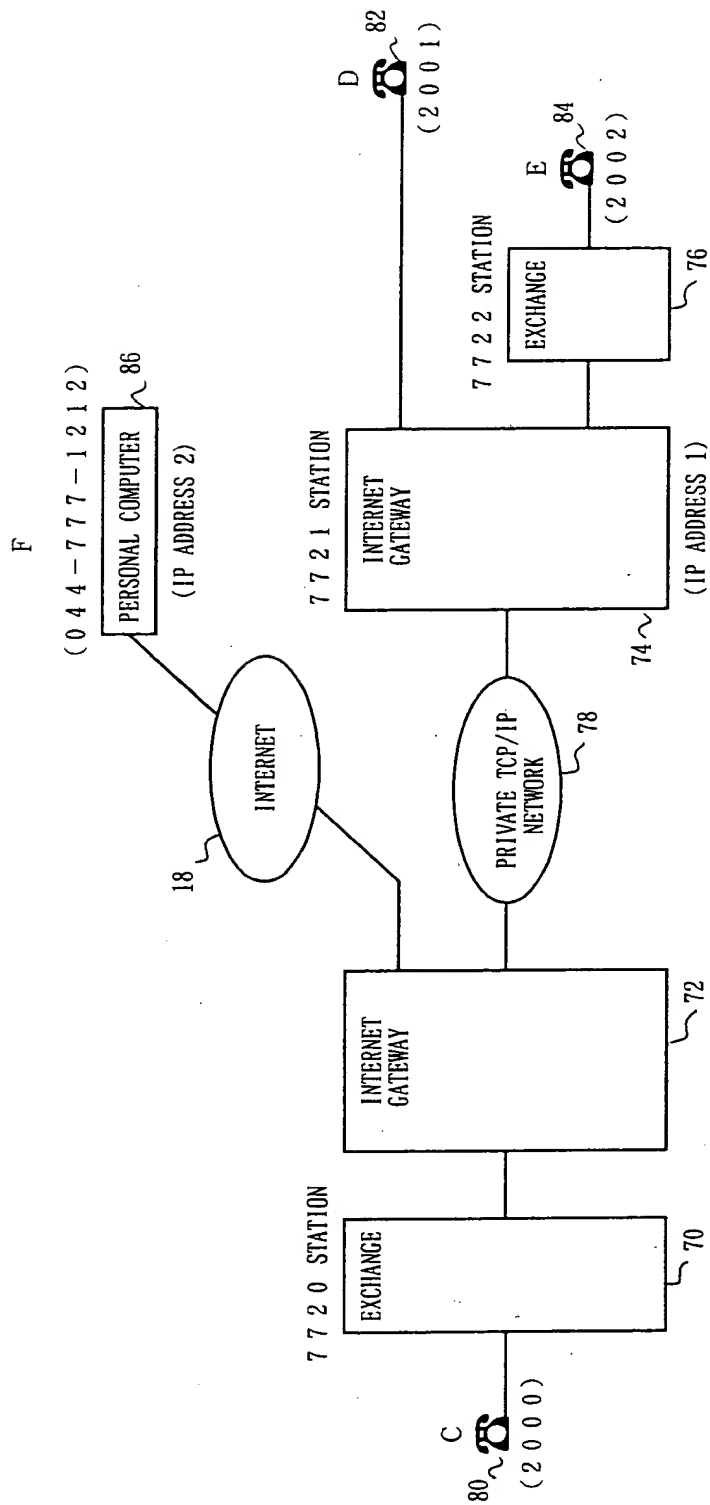 F
(044-777-1212)
PERSONAL COMPUTER
86
(IP ADDRESS 2)
18
INTERNET
7720 STATION
EXCHANGE
70
C
80
(2000)
INTERNET
GATEWAY
72
PRIVATE TCP/IP
NETWORK
78
7721 STATION
INTERNET
GATEWAY
74
(IP ADDRESS 1)
7722 STATION
EXCHANGE
76
D
82
(2001)
E
84
(2002)